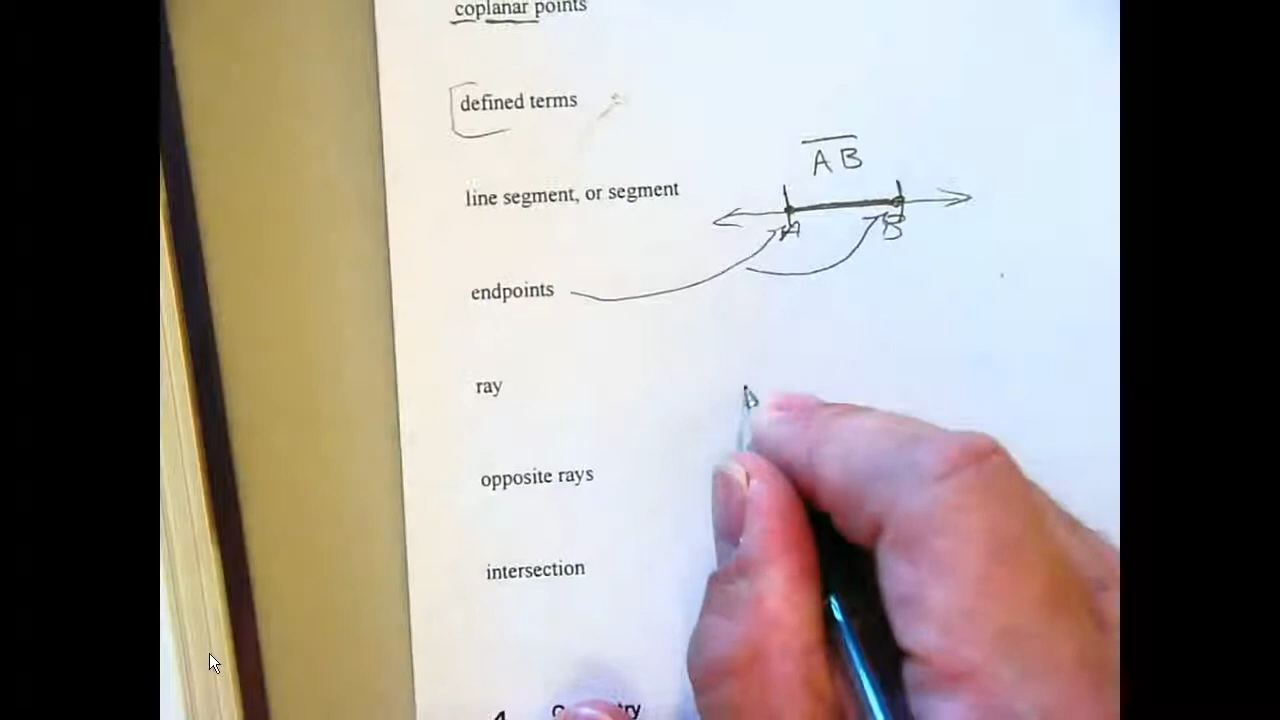 coplanar points
defined terms
AB
line segment, or segment
A B
endpoints
ray
opposite rays
intersection